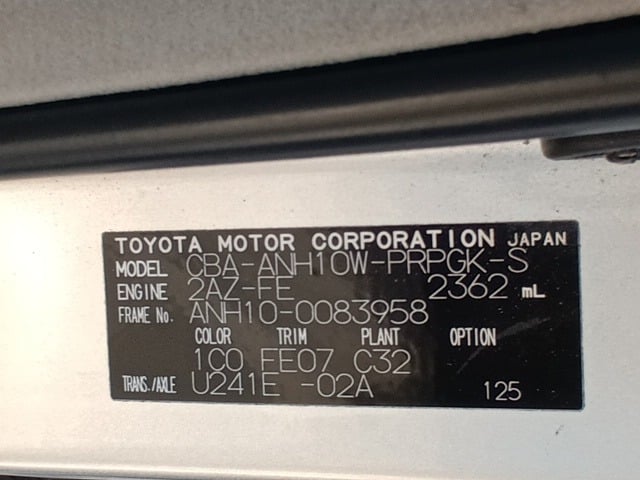 TOYOTA MOTOR CORPORATION JAPAN
MODEL CBA-ANH10W-PRPGK-S
ENGINE 2AZ-FE 2362 mL
FRAME No. ANH10-0083958
COLOR TRIM PLANT OPTION
1C0 FE07 C32
TRANS./AXLE U241E -02A 125